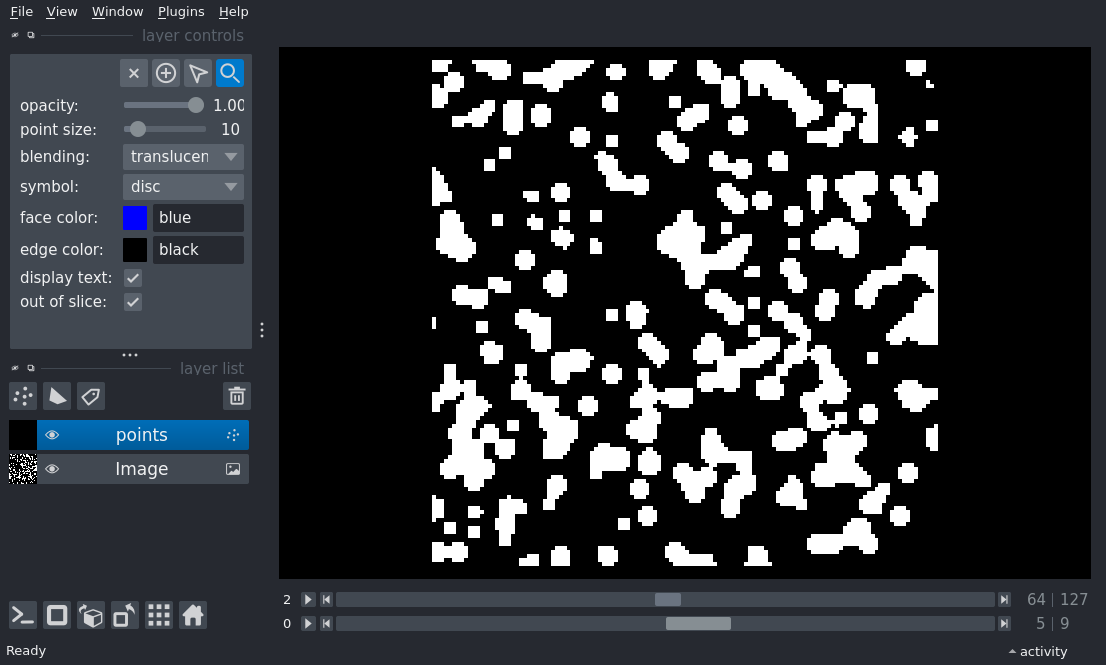 File View Window Plugins Help
layer controls
opacity: 1.00
point size: 10
blending: translucen
symbol: disc
face color: blue
edge color: black
display text:
out of slice:
layer list
points
Image
2 64 | 127
0 5 | 9
Ready activity